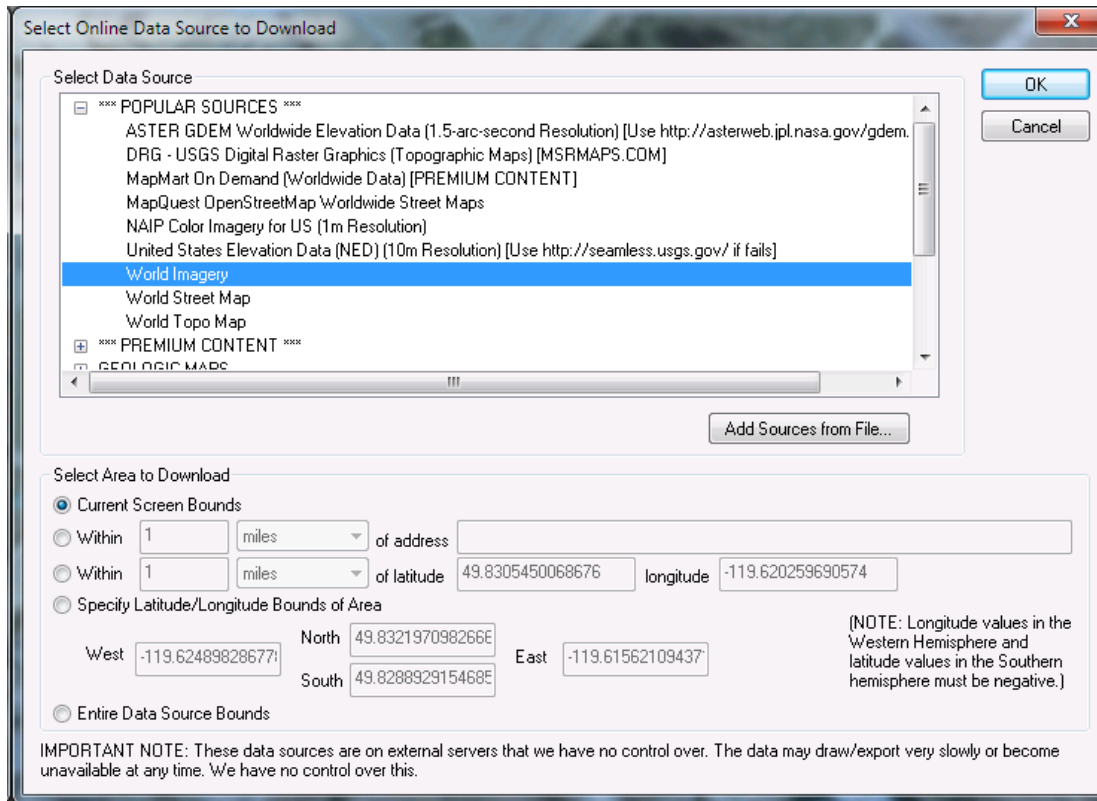 Select Online Data Source to Download
Select Data Source
*** POPULAR SOURCES ***
ASTER GDEM Worldwide Elevation Data (1.5-arc-second Resolution) [Use http://asterweb.jpl.nasa.gov/gdem.
DRG - USGS Digital Raster Graphics (Topographic Maps) [MSRMAPS.COM]
MapMart On Demand (Worldwide Data) [PREMIUM CONTENT]
MapQuest OpenStreetMap Worldwide Street Maps
NAIP Color Imagery for US (1m Resolution)
United States Elevation Data (NED) (10m Resolution) [Use http://seamless.usgs.gov/ if fails]
World Imagery
World Street Map
World Topo Map
*** PREMIUM CONTENT ***
GEOLOGIC MAPS
OK
Cancel
Add Sources from File...
Select Area to Download
Current Screen Bounds
Within 1 miles of address
Within 1 miles of latitude 49.8305450068676 longitude -119.620259690574
Specify Latitude/Longitude Bounds of Area
West -119.62489828677
North 49.832197098266
South 49.828892915468
East -119.61562109437
(NOTE: Longitude values in the
Western Hemisphere and
latitude values in the Southern
hemisphere must be negative.)
Entire Data Source Bounds
IMPORTANT NOTE: These data sources are on external servers that we have no control over. The data may draw/export very slowly or become
unavailable at any time. We have no control over this.